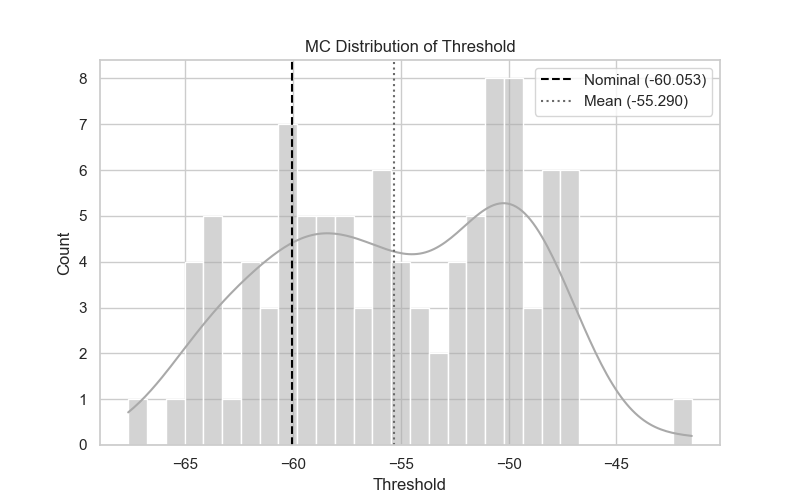 MC Distribution of Threshold
Nominal (-60.053)
Mean (-55.290)
Count
8
7
6
5
4
3
2
1
0
−65
−60
−55
−50
−45
Threshold